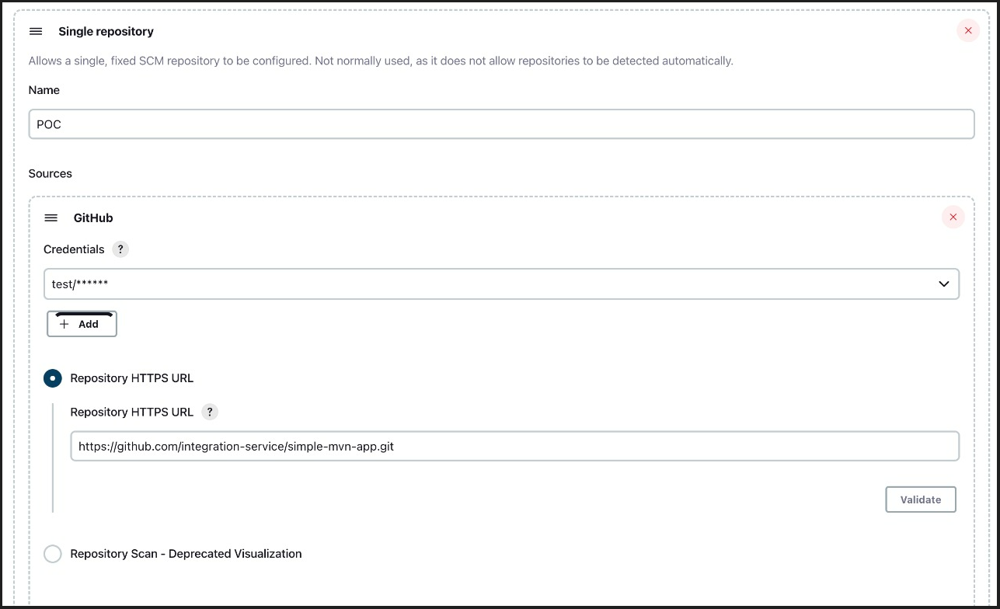 Single repository
Allows a single, fixed SCM repository to be configured. Not normally used, as it does not allow repositories to be detected automatically.
Name
POC
Sources
GitHub
Credentials ?
test/******
+ Add
Repository HTTPS URL
Repository HTTPS URL ?
https://github.com/integration-service/simple-mvn-app.git
Validate
Repository Scan - Deprecated Visualization